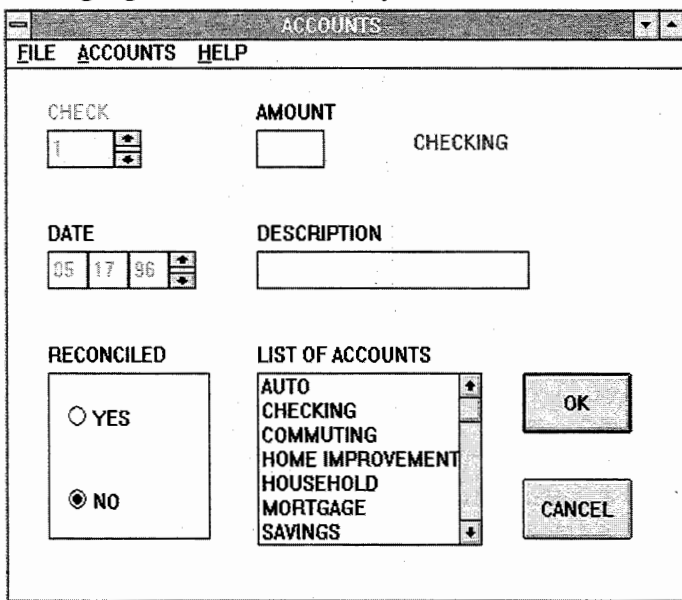 ACCOUNTS
FILE ACCOUNTS HELP
CHECK
1
AMOUNT
CHECKING
DATE
05 17 96
DESCRIPTION
RECONCILED
YES
NO
LIST OF ACCOUNTS
AUTO
CHECKING
COMMUTING
HOME IMPROVEMENT
HOUSEHOLD
MORTGAGE
SAVINGS
OK
CANCEL